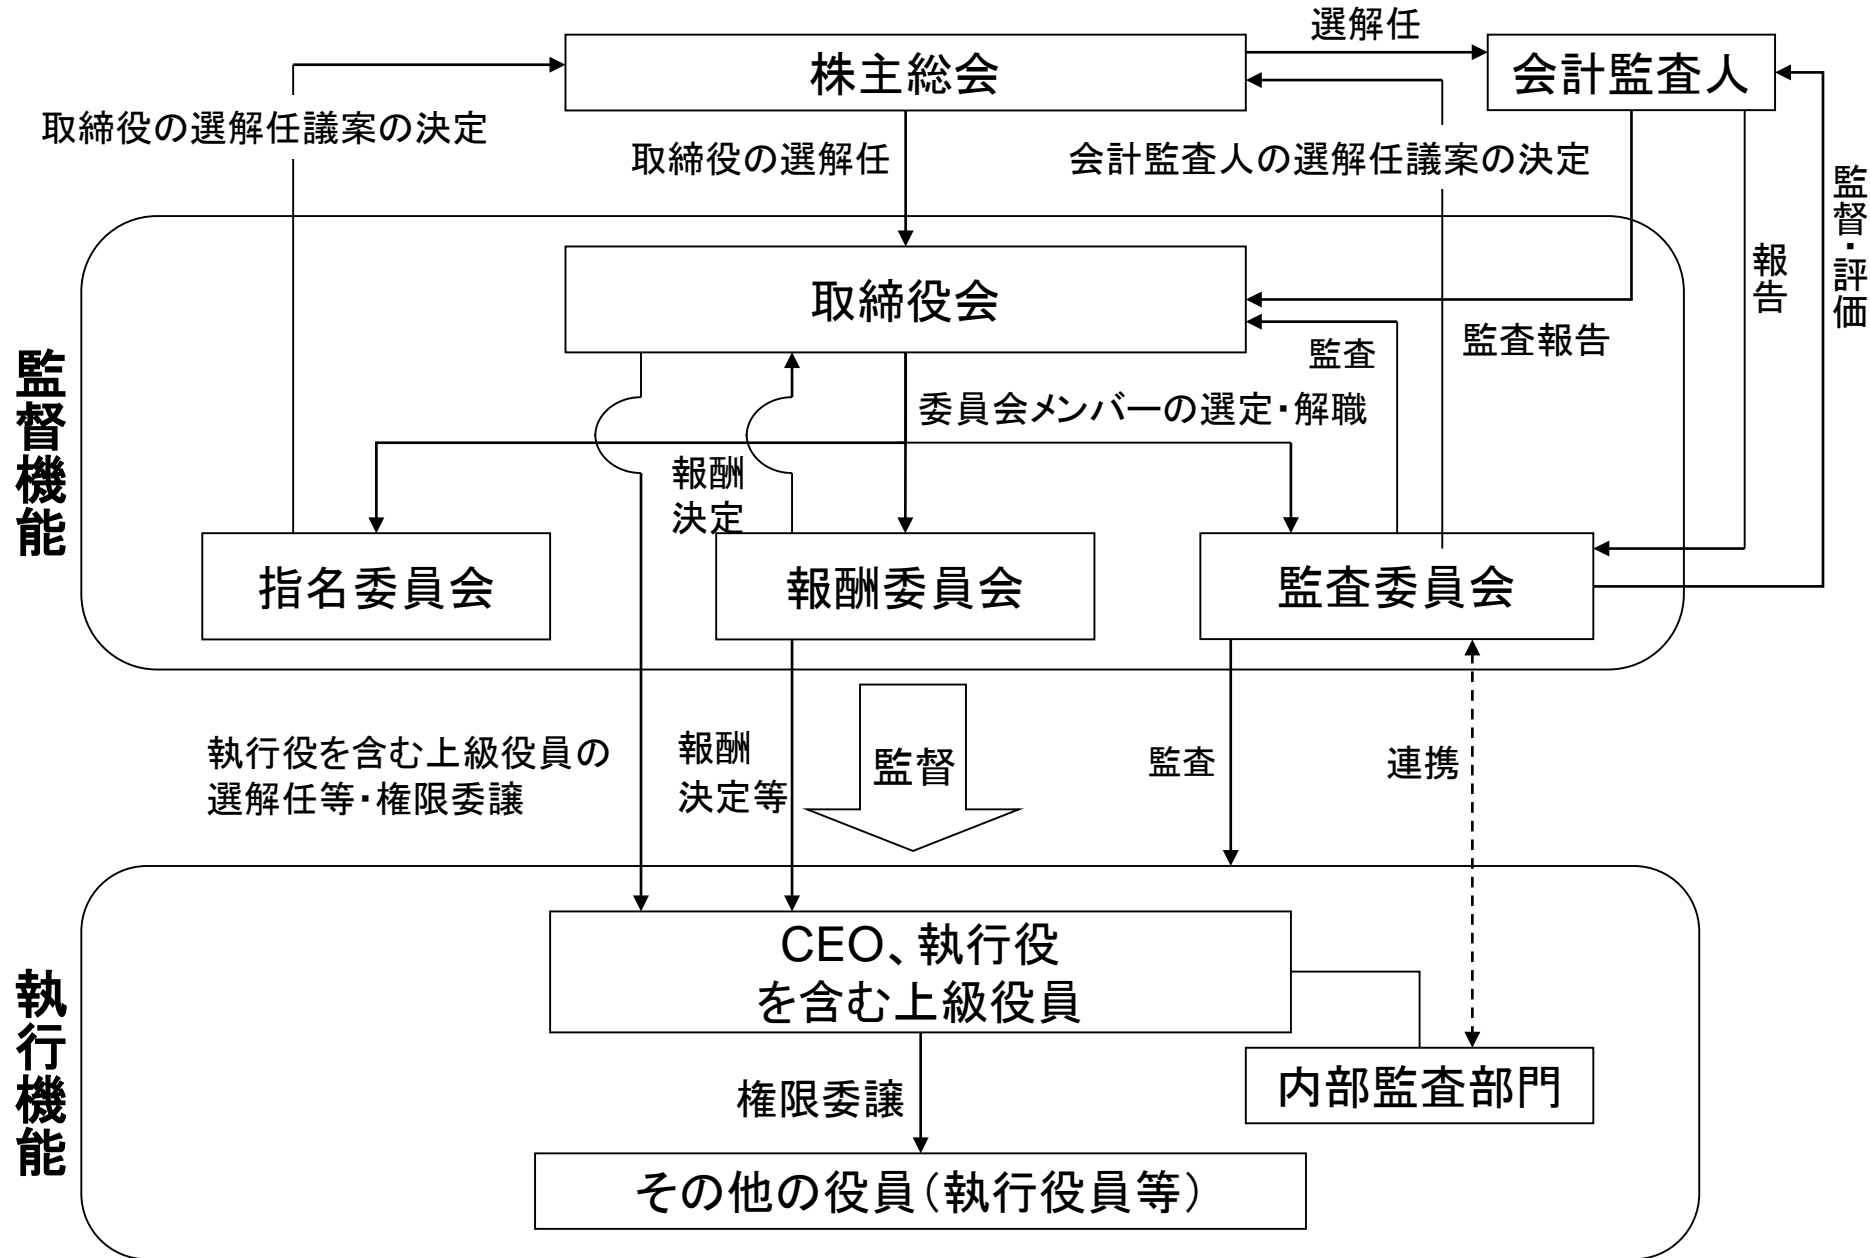 選解任
株主総会
会計監査人
取締役の選解任議案の決定
取締役の選解任
会計監査人の選解任議案の決定
監督・評価
報告
取締役会
監査報告
監査
監督機能
委員会メンバーの選定・解職
報酬
決定
指名委員会
報酬委員会
監査委員会
執行役を含む上級役員の
選解任等・権限委譲
報酬
決定等
監督
監査
連携
執行機能
CEO、執行役
を含む上級役員
内部監査部門
権限委譲
その他の役員（執行役員等）